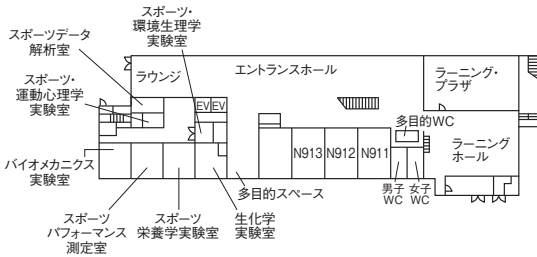 スポーツ・
環境生理学
実験室
スポーツデータ
解析室
ラウンジ
エントランスホール
ラーニング・
プラザ
スポーツ・
運動心理学
実験室
EV
EV
多目的WC
ラーニング
ホール
N913
N912
N911
バイオメカニクス
実験室
多目的スペース
男子
WC
女子
WC
スポーツ
パフォーマンス
測定室
スポーツ
栄養学実験室
生化学
実験室